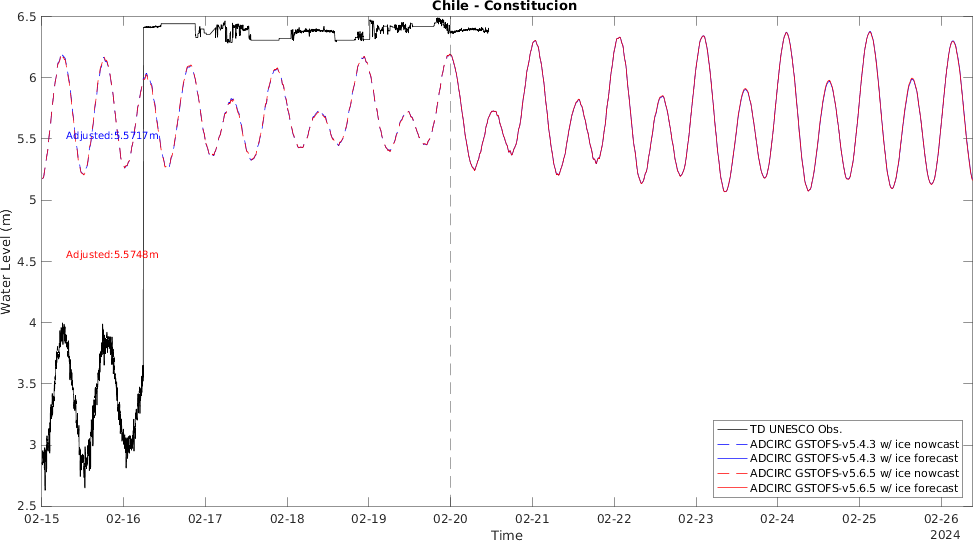 Chile - Constitucion
6.5
6
5.5
5
4.5
4
3.5
3
2.5
Water Level (m)
Adjusted:5.5717m
Adjusted:5.5748m
TD UNESCO Obs.
ADCIRC GSTOFS-v5.4.3 w/ ice nowcast
ADCIRC GSTOFS-v5.4.3 w/ ice forecast
ADCIRC GSTOFS-v5.6.5 w/ ice nowcast
ADCIRC GSTOFS-v5.6.5 w/ ice forecast
02-15 02-16 02-17 02-18 02-19 02-20 02-21 02-22 02-23 02-24 02-25 02-26
Time
2024